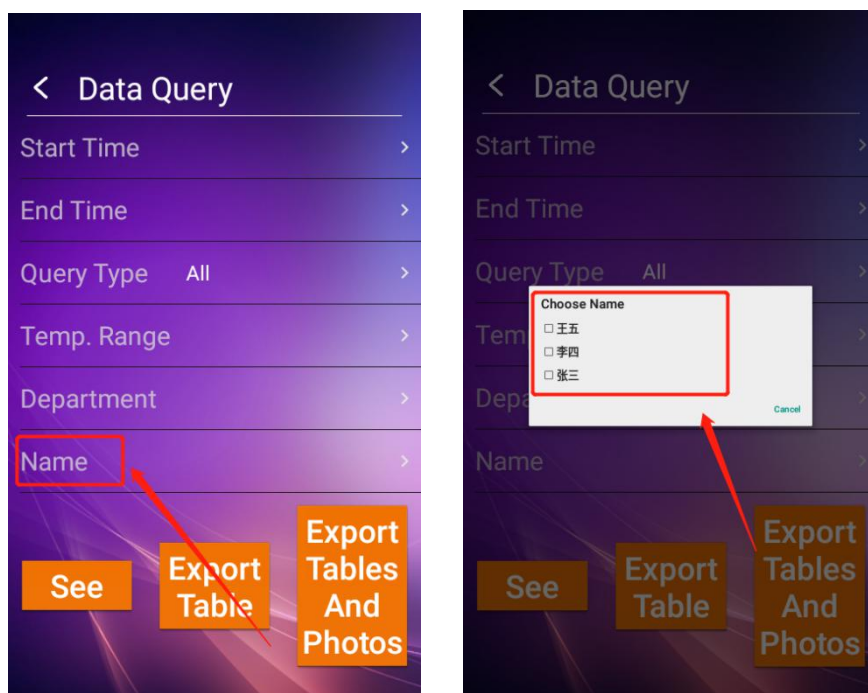 Data Query
Start Time
End Time
Query Type All
Temp. Range
Department
Name
See
Export
Table
Export
Tables
And
Photos
Data Query
Start Time
End Time
Query Type All
Choose Name
王五
李四
张三
Cancel
Tem
Depa
Name
See
Export
Table
Export
Tables
And
Photos